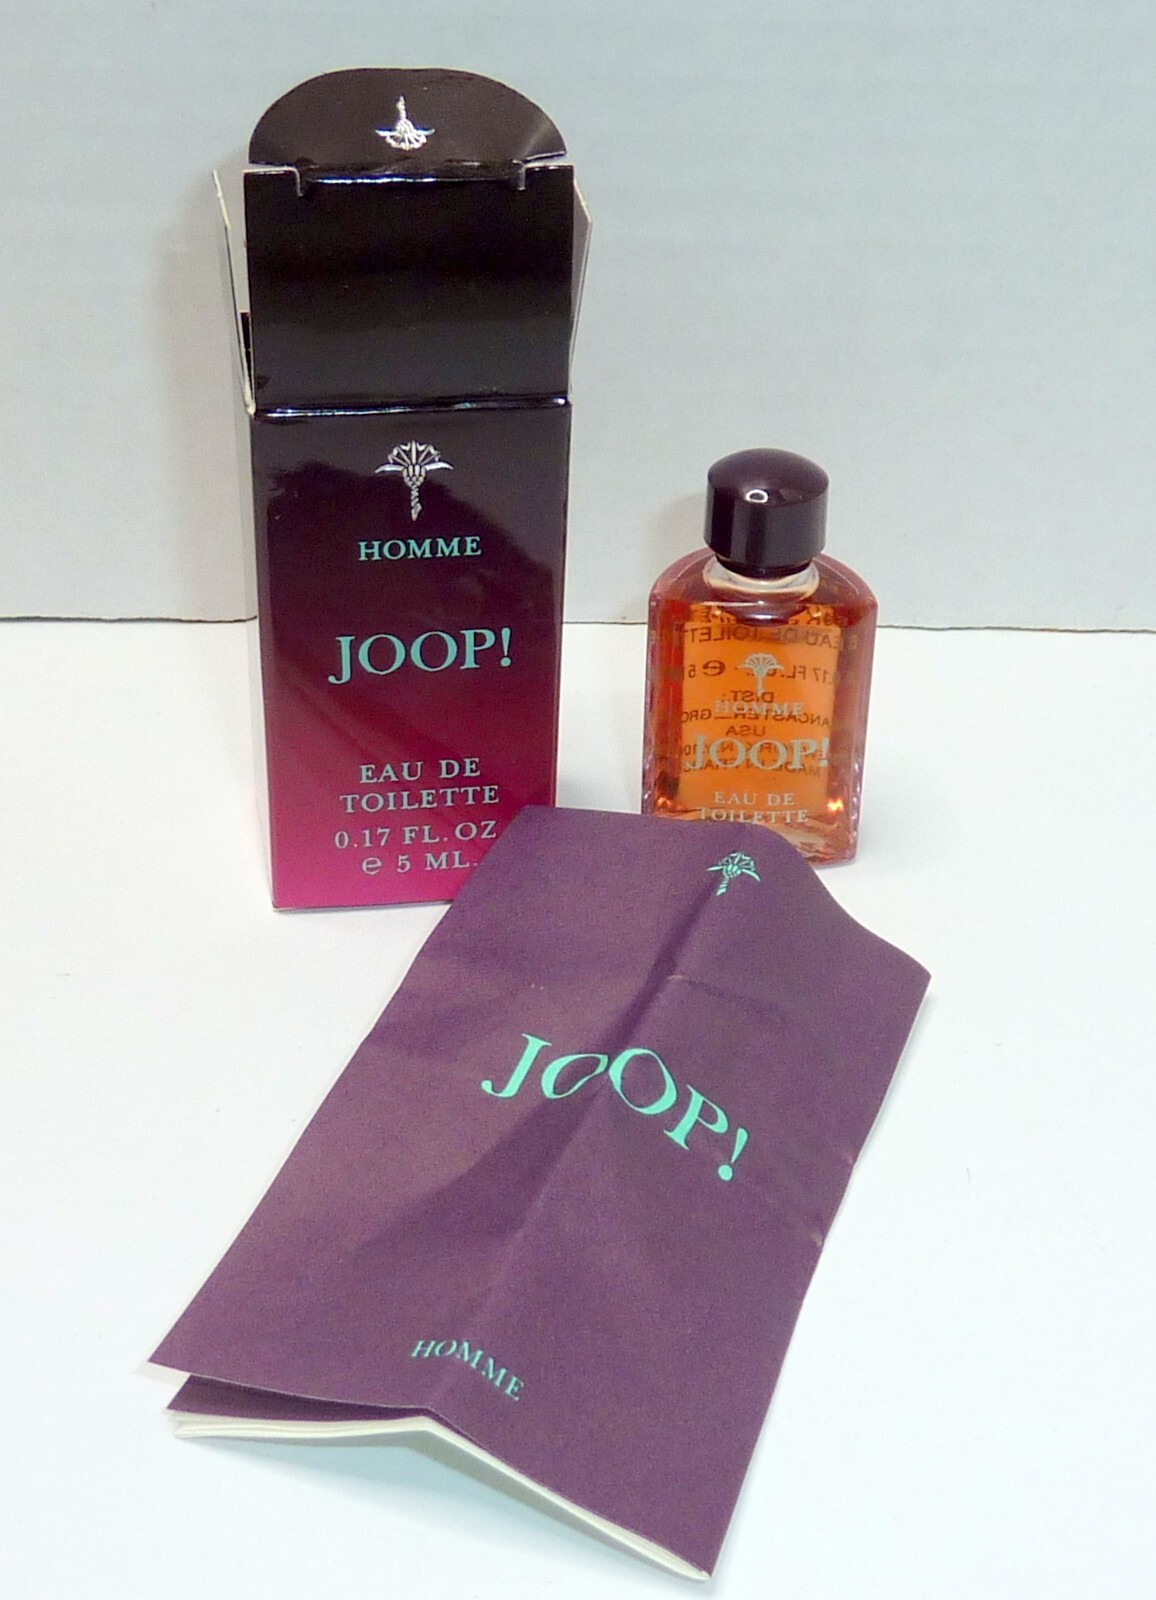 HOMME
JOOP!
EAU DE
TOILETTE
0.17 FL. OZ
e 5 ML.
HOMME
JOOP!
EAU DE
TOILETTE
JOOP!
HOMME